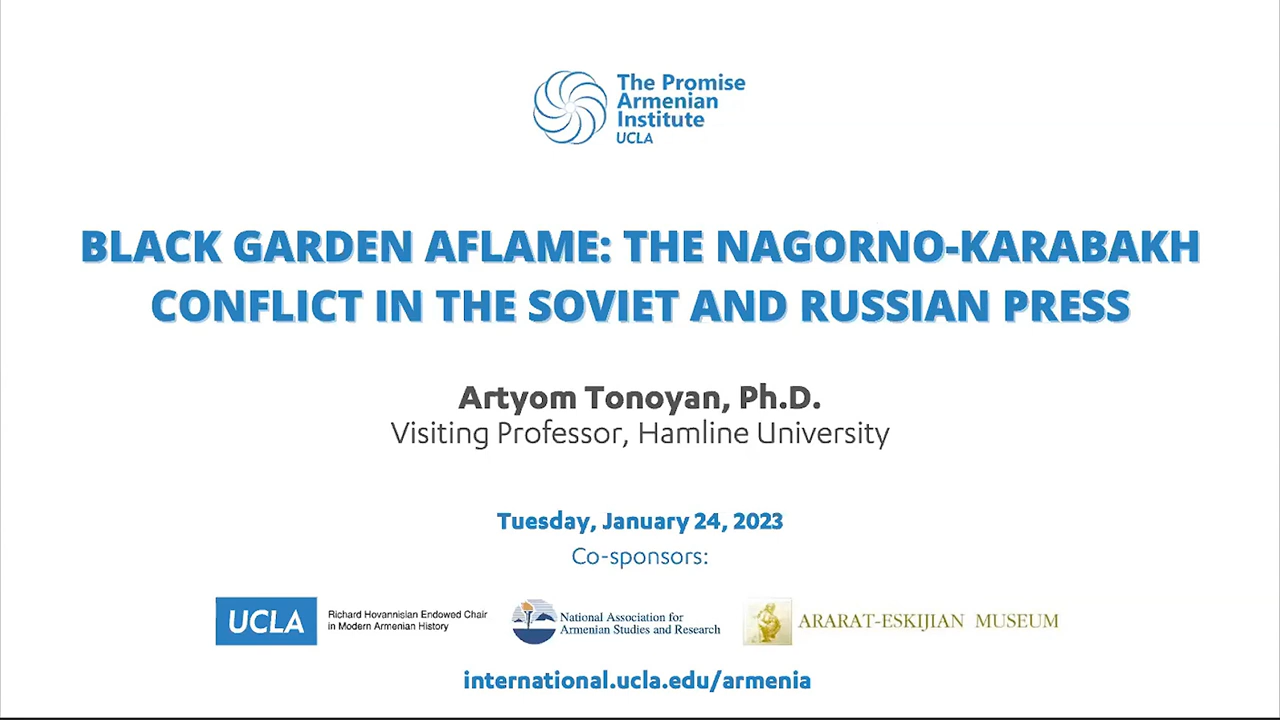 The Promise
Armenian
Institute
UCLA
BLACK GARDEN AFLAME: THE NAGORNO-KARABAKH
CONFLICT IN THE SOVIET AND RUSSIAN PRESS
Artyom Tonoyan, Ph.D.
Visiting Professor, Hamline University
Tuesday, January 24, 2023
Co-sponsors:
UCLA
Richard Hovannisian Endowed Chair
in Modern Armenian History
National Association for
Armenian Studies and Research
ARARAT-ESKIJIAN MUSEUM
international.ucla.edu/armenia